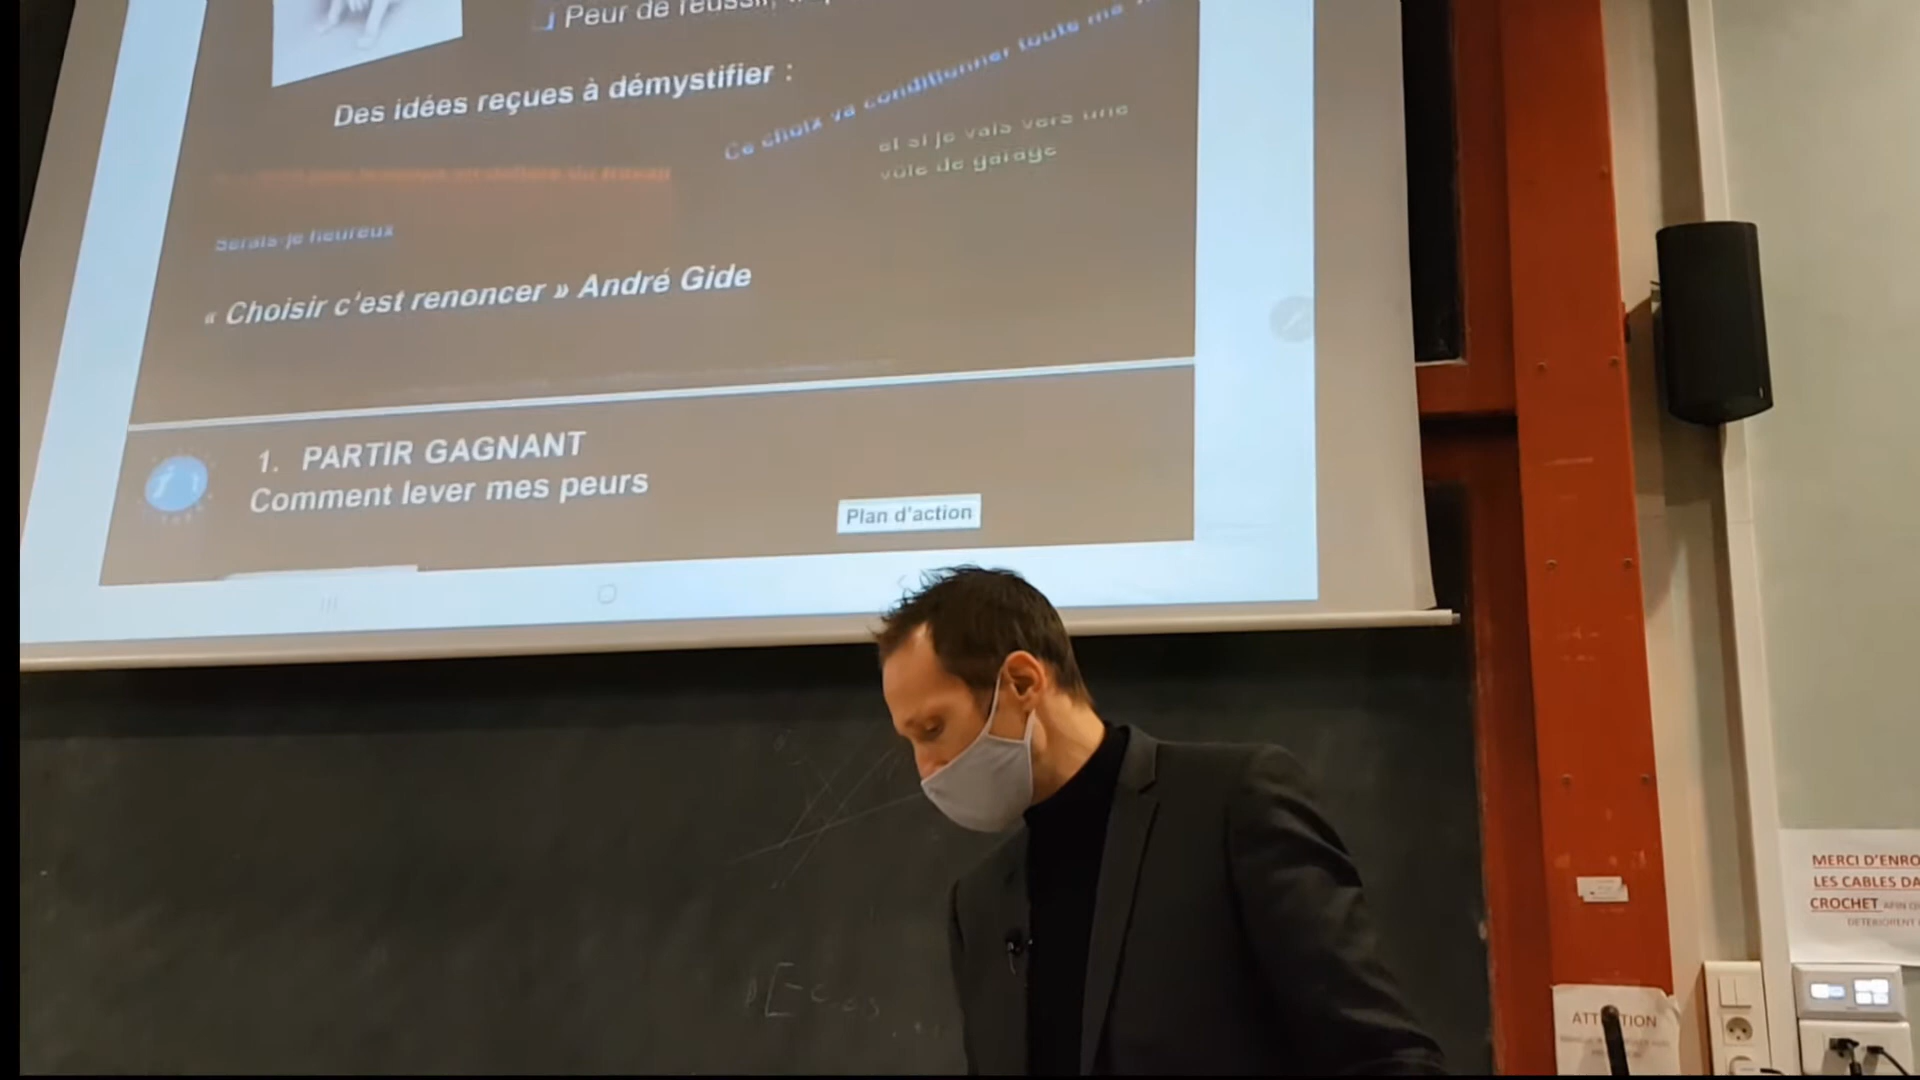 Peur de réussir,
Des idées reçues à démystifier :
Ce choix va conditionner toute ma
et si je vais vers une
voie de garage
Serais-je heureux
« Choisir c'est renoncer » André Gide
1. PARTIR GAGNANT
Comment lever mes peurs
Plan d'action
MERCI D'ENRO
LES CABLES DA
CROCHET AFIN
ATTENTION